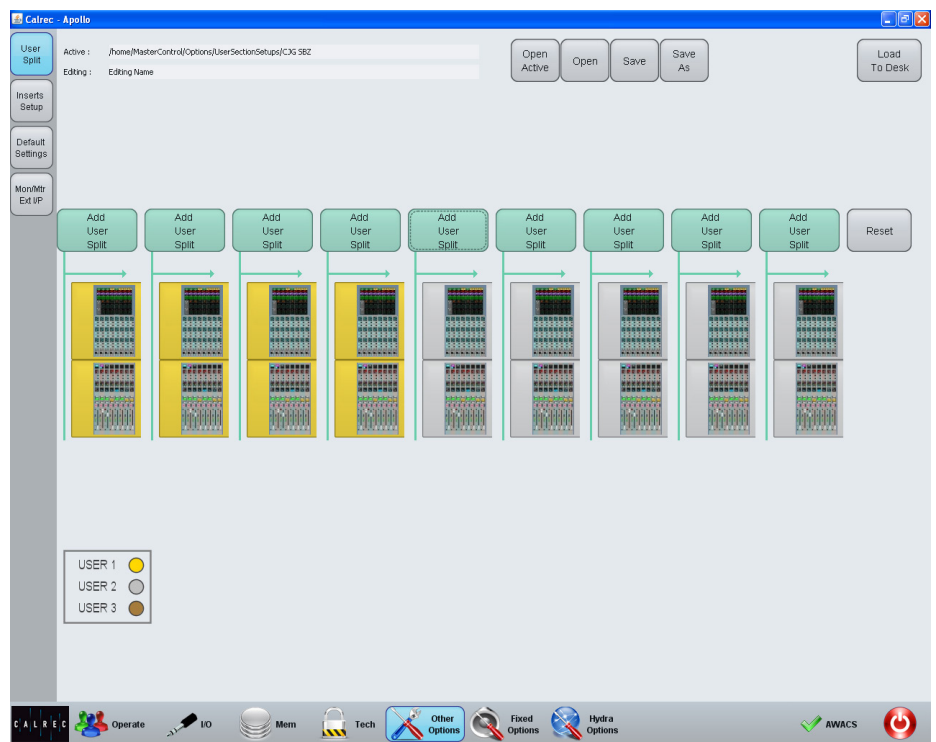 Calrec - Apollo
User
Split
Active :
/home/MasterControl/Options/UserSectionSetups/CJG SBZ
Editing :
Editing Name
Open
Active
Open
Save
Save
As
Load
To Desk
Inserts
Setup
Default
Settings
Mon/Mtr
Ext I/P
Add
User
Split
Add
User
Split
Add
User
Split
Add
User
Split
Add
User
Split
Add
User
Split
Add
User
Split
Add
User
Split
Add
User
Split
Reset
USER 1
USER 2
USER 3
CALREC
Operate
I/O
Mem
Tech
Other
Options
Fixed
Options
Hydra
Options
AWACS